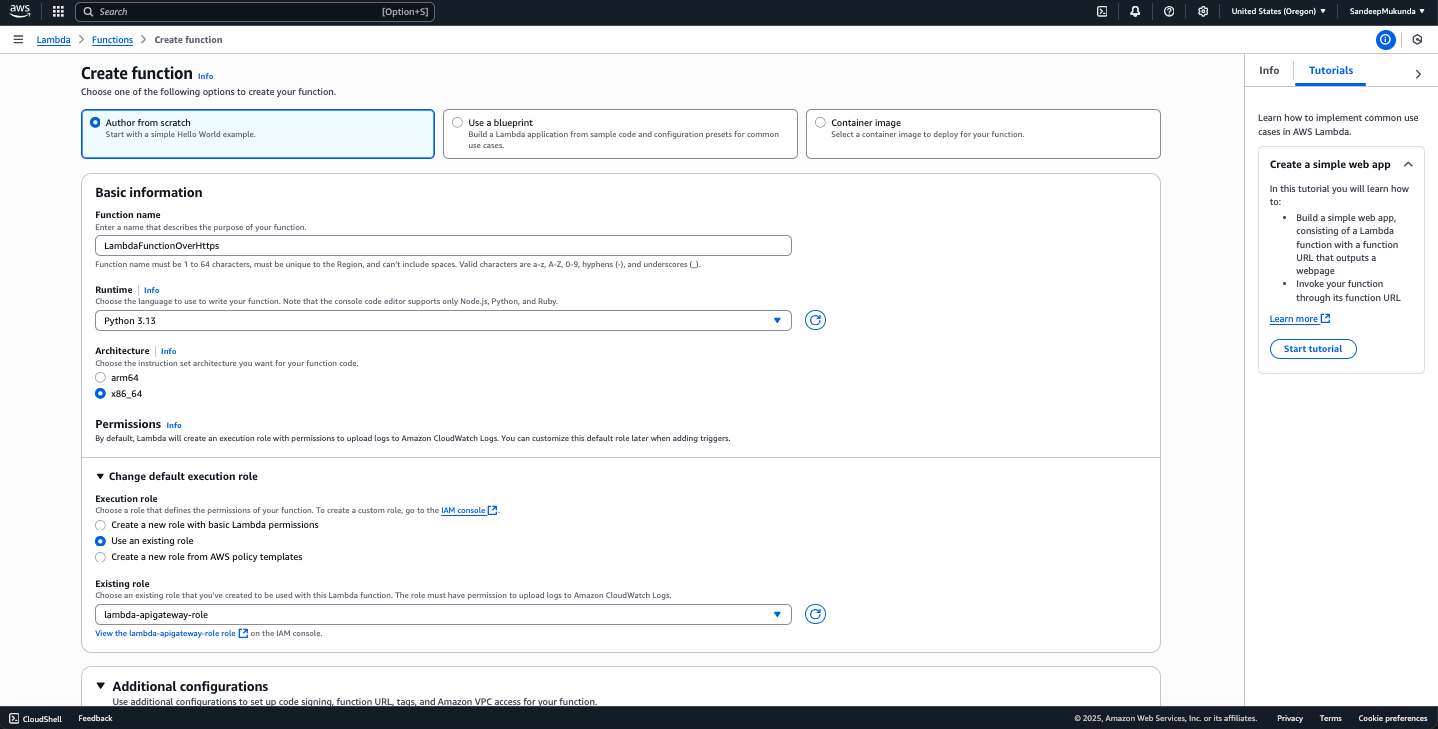 aws
Search [Option+S]
United States (Oregon) SandeepMukunda
Lambda Functions Create function
Create function Info
Choose one of the following options to create your function.
Author from scratch
Start with a simple Hello World example.
Use a blueprint
Build a Lambda application from sample code and configuration presets for common
use cases.
Container image
Select a container image to deploy for your function.
Basic information
Function name
Enter a name that describes the purpose of your function.
LambdaFunctionOverHttps
Function name must be 1 to 64 characters, must be unique to the Region, and can't include spaces. Valid characters are a-z, A-Z, 0-9, hyphens (-), and underscores (_).
Runtime Info
Choose the language to use to write your function. Note that the console code editor supports only Node.js, Python, and Ruby.
Python 3.13
Architecture Info
Choose the instruction set architecture you want for your function code.
arm64
x86_64
Permissions Info
By default, Lambda will create an execution role with permissions to upload logs to Amazon CloudWatch Logs. You can customize this default role later when adding triggers.
Change default execution role
Execution role
Choose a role that defines the permissions of your function. To create a custom role, go to the IAM console.
Create a new role with basic Lambda permissions
Use an existing role
Create a new role from AWS policy templates
Existing role
Choose an existing role that you've created to be used with this Lambda function. The role must have permission to upload logs to Amazon CloudWatch Logs.
lambda-apigateway-role
View the lambda-apigateway-role role on the IAM console.
Additional configurations
Use additional configurations to set up code signing, function URL, tags, and Amazon VPC access for your function.
Info Tutorials
Learn how to implement common use
cases in AWS Lambda.
Create a simple web app
In this tutorial you will learn how
to:
• Build a simple web app,
consisting of a Lambda
function with a function
URL that outputs a
webpage
• Invoke your function
through its function URL
Learn more
Start tutorial
CloudShell Feedback © 2025, Amazon Web Services, Inc. or its affiliates. Privacy Terms Cookie preferences